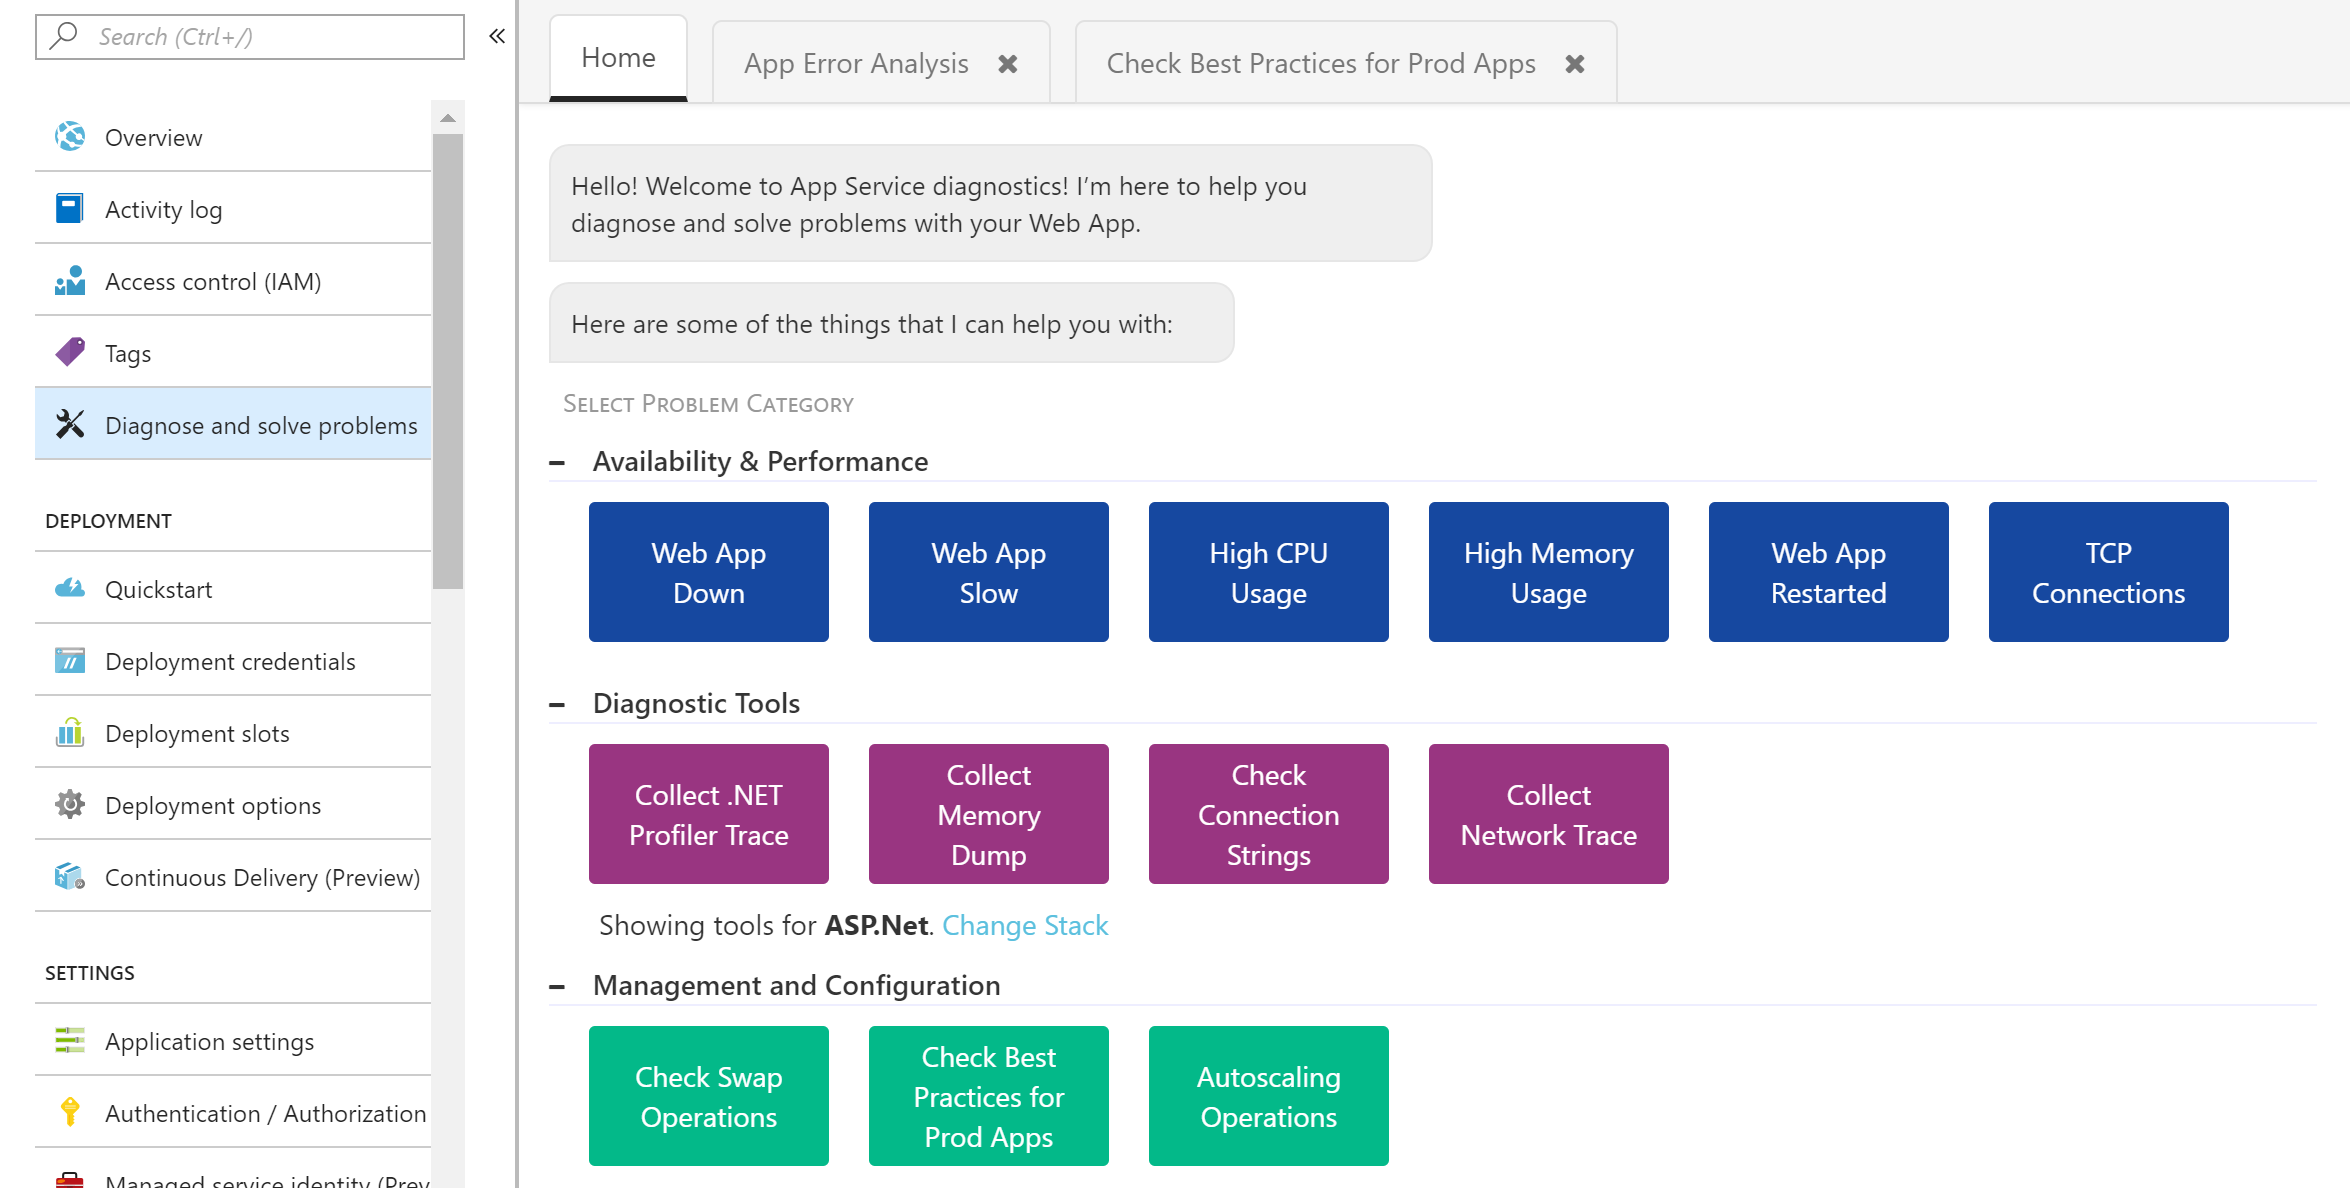 Search (Ctrl+/)
«
Overview
Activity log
Access control (IAM)
Tags
Diagnose and solve problems
DEPLOYMENT
Quickstart
Deployment credentials
Deployment slots
Deployment options
Continuous Delivery (Preview)
SETTINGS
Application settings
Authentication / Authorization
Managed service identity (Prev
Home
App Error Analysis ✖
Check Best Practices for Prod Apps ✖
Hello! Welcome to App Service diagnostics! I’m here to help you
diagnose and solve problems with your Web App.
Here are some of the things that I can help you with:
SELECT PROBLEM CATEGORY
– Availability & Performance
Web App
Down
Web App
Slow
High CPU
Usage
High Memory
Usage
Web App
Restarted
TCP
Connections
– Diagnostic Tools
Collect .NET
Profiler Trace
Collect
Memory
Dump
Check
Connection
Strings
Collect
Network Trace
Showing tools for ASP.Net. Change Stack
– Management and Configuration
Check Swap
Operations
Check Best
Practices for
Prod Apps
Autoscaling
Operations